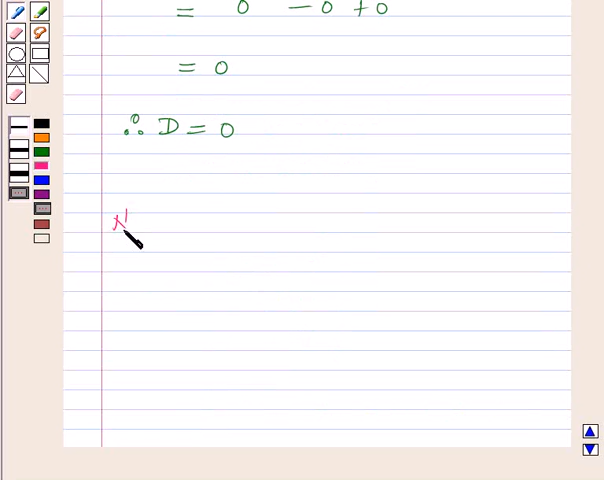 = 0 - 0 + 0
= 0
∴ D = 0